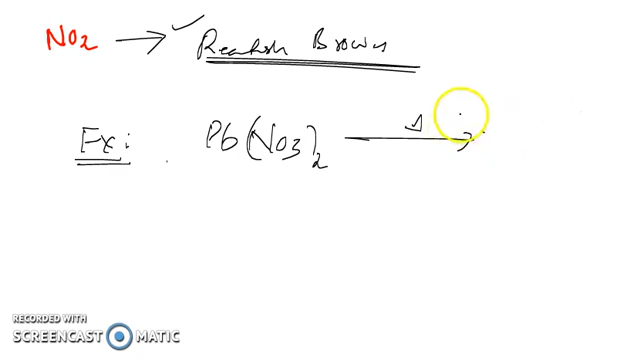 NO2 → ✓ Reddish Brown
Ex: Pb(NO3)2 —Δ→
RECORDED WITH
SCREENCAST MATIC